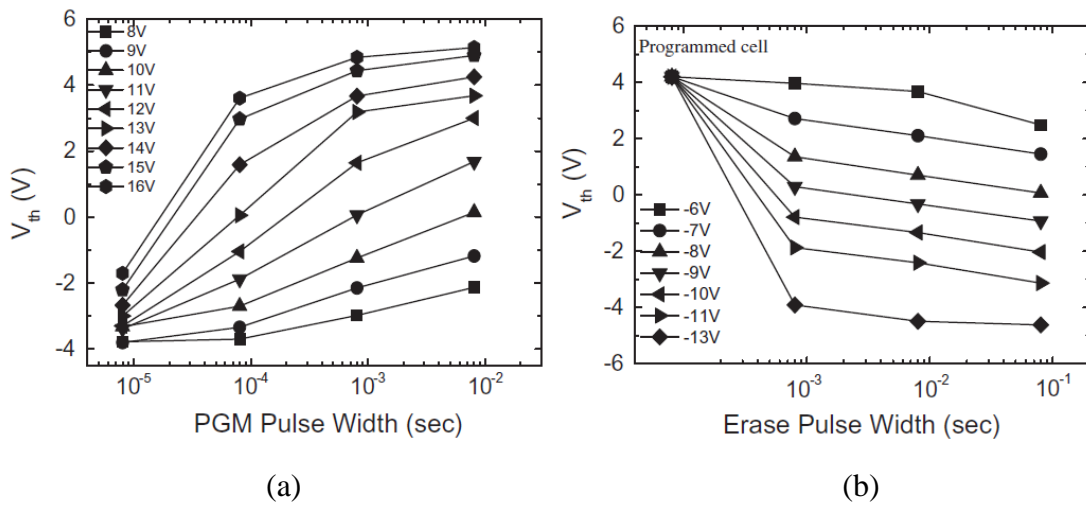 (a)
6
4
2
0
-2
-4
V_th (V)
8V
9V
10V
11V
12V
13V
14V
15V
16V
10^-5
10^-4
10^-3
10^-2
PGM Pulse Width (sec)
(a)
(b)
6
4
2
0
-2
-4
-6
V_th (V)
Programmed cell
-6V
-7V
-8V
-9V
-10V
-11V
-13V
10^-3
10^-2
10^-1
Erase Pulse Width (sec)
(b)